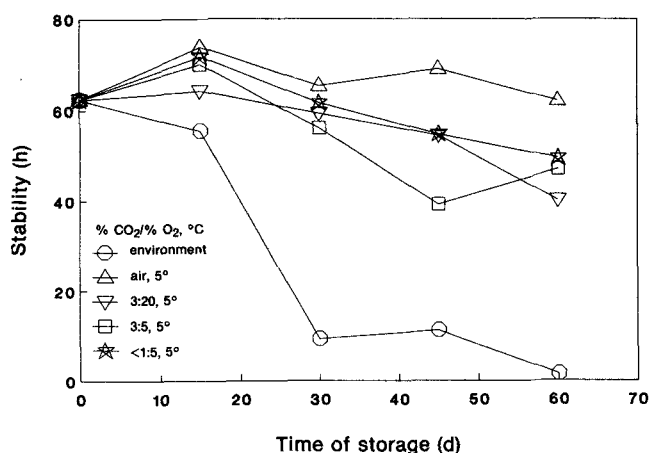 80
60
40
20
0
Stability (h)
% CO₂/% O₂, °C
environment
air, 5°
3:20, 5°
3:5, 5°
<1:5, 5°
0 10 20 30 40 50 60 70
Time of storage (d)